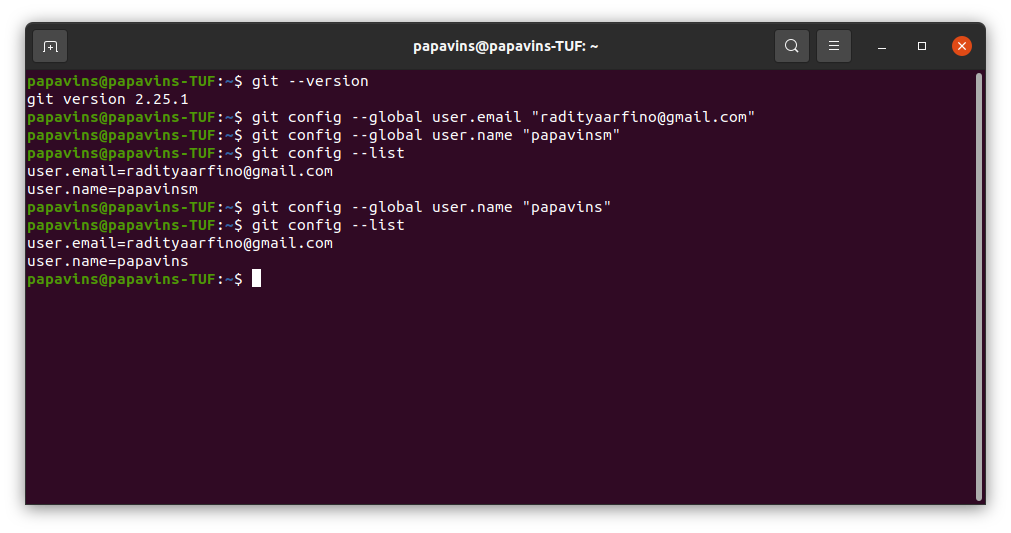 papavins@papavins-TUF: ~
papavins@papavins-TUF:~$ git --version
git version 2.25.1
papavins@papavins-TUF:~$ git config --global user.email "radityaarfino@gmail.com"
papavins@papavins-TUF:~$ git config --global user.name "papavinsm"
papavins@papavins-TUF:~$ git config --list
user.email=radityaarfino@gmail.com
user.name=papavinsm
papavins@papavins-TUF:~$ git config --global user.name "papavins"
papavins@papavins-TUF:~$ git config --list
user.email=radityaarfino@gmail.com
user.name=papavins
papavins@papavins-TUF:~$